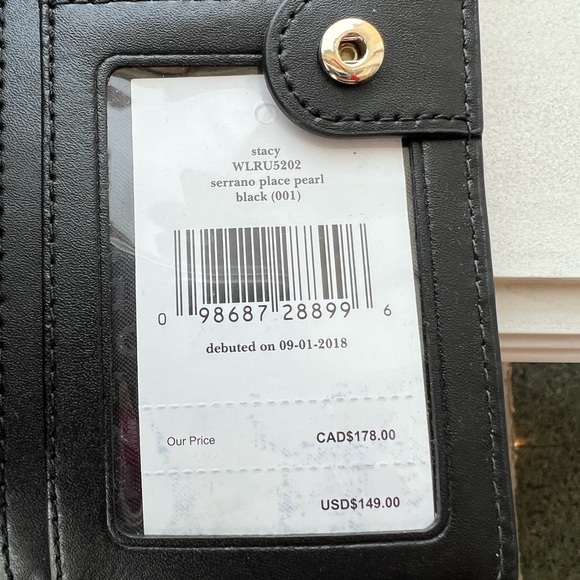 stacy
WLRU5202
serrano place pearl
black (001)
0 98687 28899 6
debuted on 09-01-2018
Our Price CAD$178.00
USD$149.00